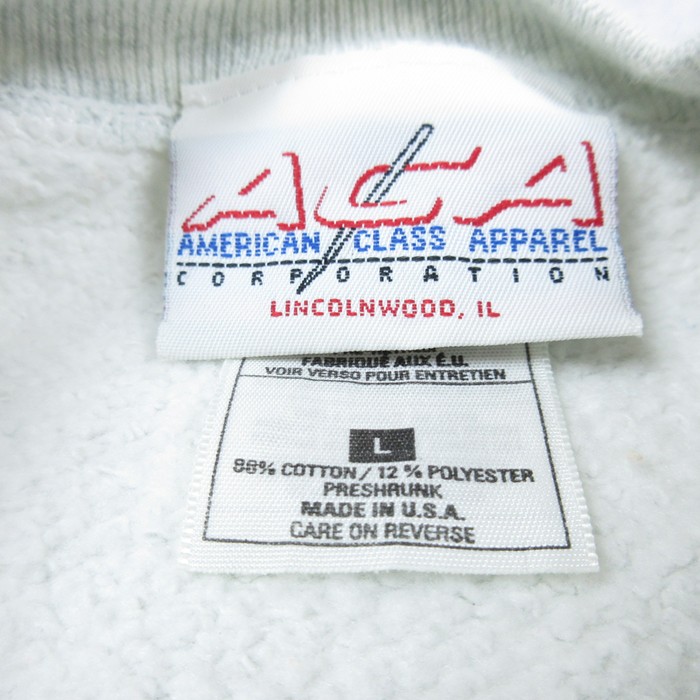 ACA
AMERICAN CLASS APPAREL
CORPORATION
LINCOLNWOOD, IL
FABRIQUÉ AUX É.U.
VOIR VERSO POUR ENTRETIEN
L
88% COTTON / 12 % POLYESTER
PRESHRUNK
MADE IN U.S.A.
CARE ON REVERSE